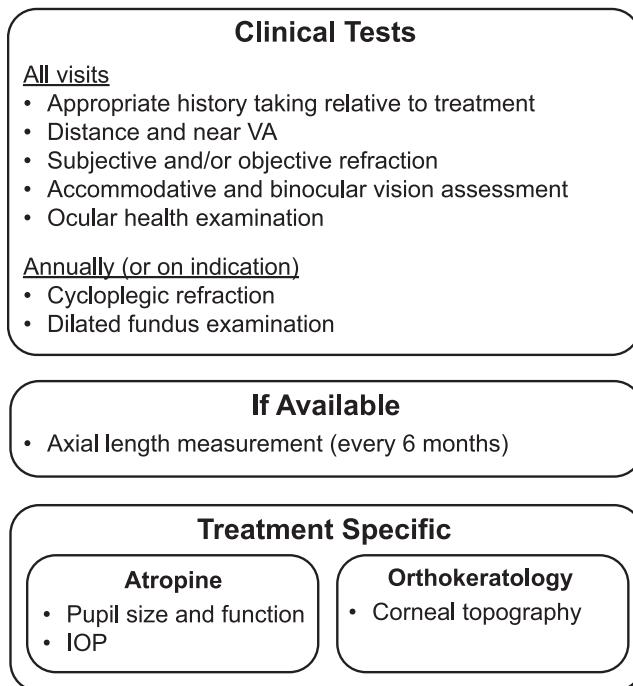 Clinical Tests
All visits
• Appropriate history taking relative to treatment
• Distance and near VA
• Subjective and/or objective refraction
• Accommodative and binocular vision assessment
• Ocular health examination
Annually (or on indication)
• Cycloplegic refraction
• Dilated fundus examination
If Available
• Axial length measurement (every 6 months)
Treatment Specific
Atropine
• Pupil size and function
• IOP
Orthokeratology
• Corneal topography